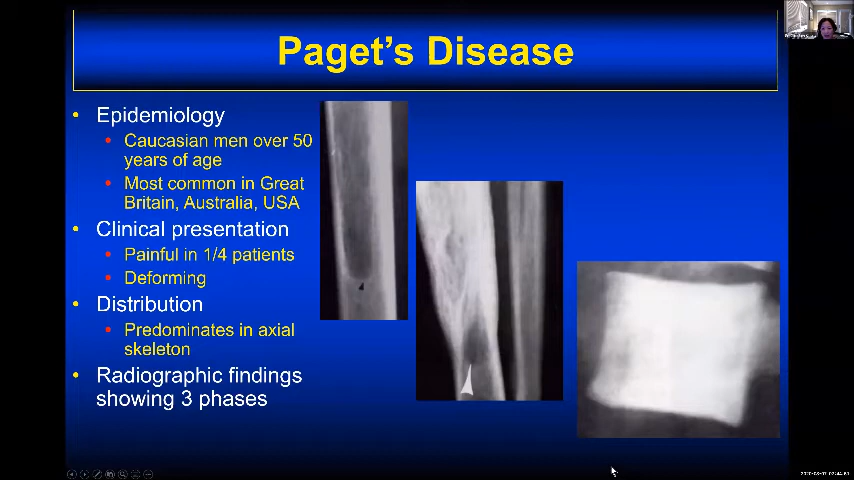 Paget's Disease
• Epidemiology
• Caucasian men over 50
years of age
• Most common in Great
Britain, Australia, USA
• Clinical presentation
• Painful in 1/4 patients
• Deforming
• Distribution
• Predominates in axial
skeleton
• Radiographic findings
showing 3 phases